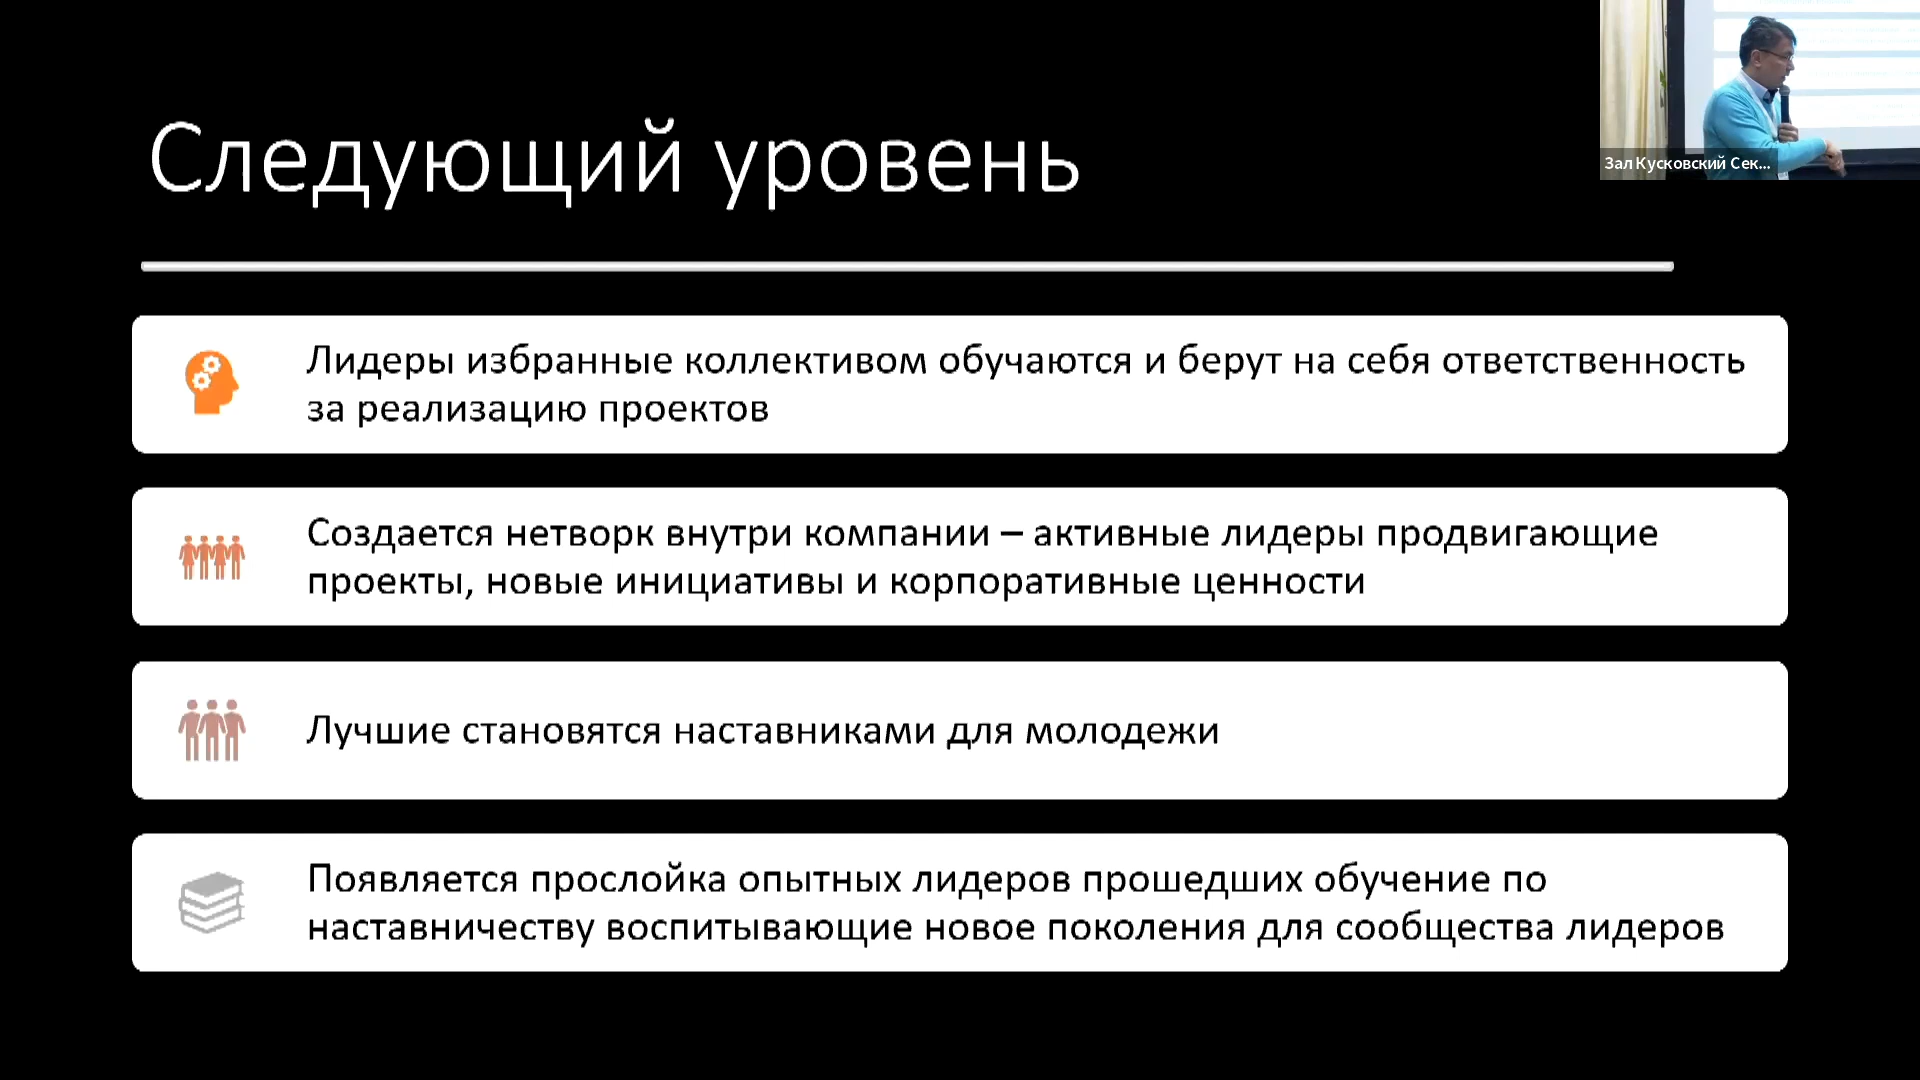 Следующий уровень
Зал Кусковский Сек...
Лидеры избранные коллективом обучаются и берут на себя ответственность
за реализацию проектов
Создается нетворк внутри компании – активные лидеры продвигающие
проекты, новые инициативы и корпоративные ценности
Лучшие становятся наставниками для молодежи
Появляется прослойка опытных лидеров прошедших обучение по
наставничеству воспитывающие новое поколения для сообщества лидеров